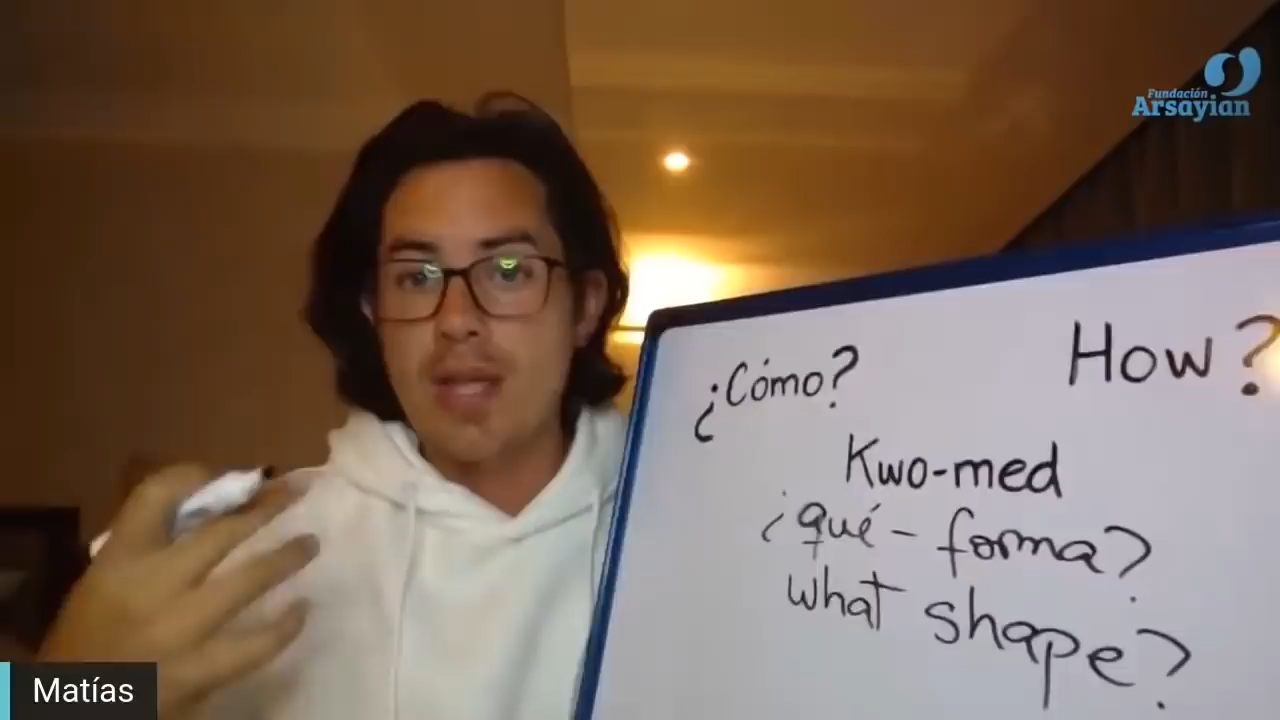 Fundación
Arsayian
¿Cómo? How?
Kwo-med
¿qué - forma?
what shape?
Matías